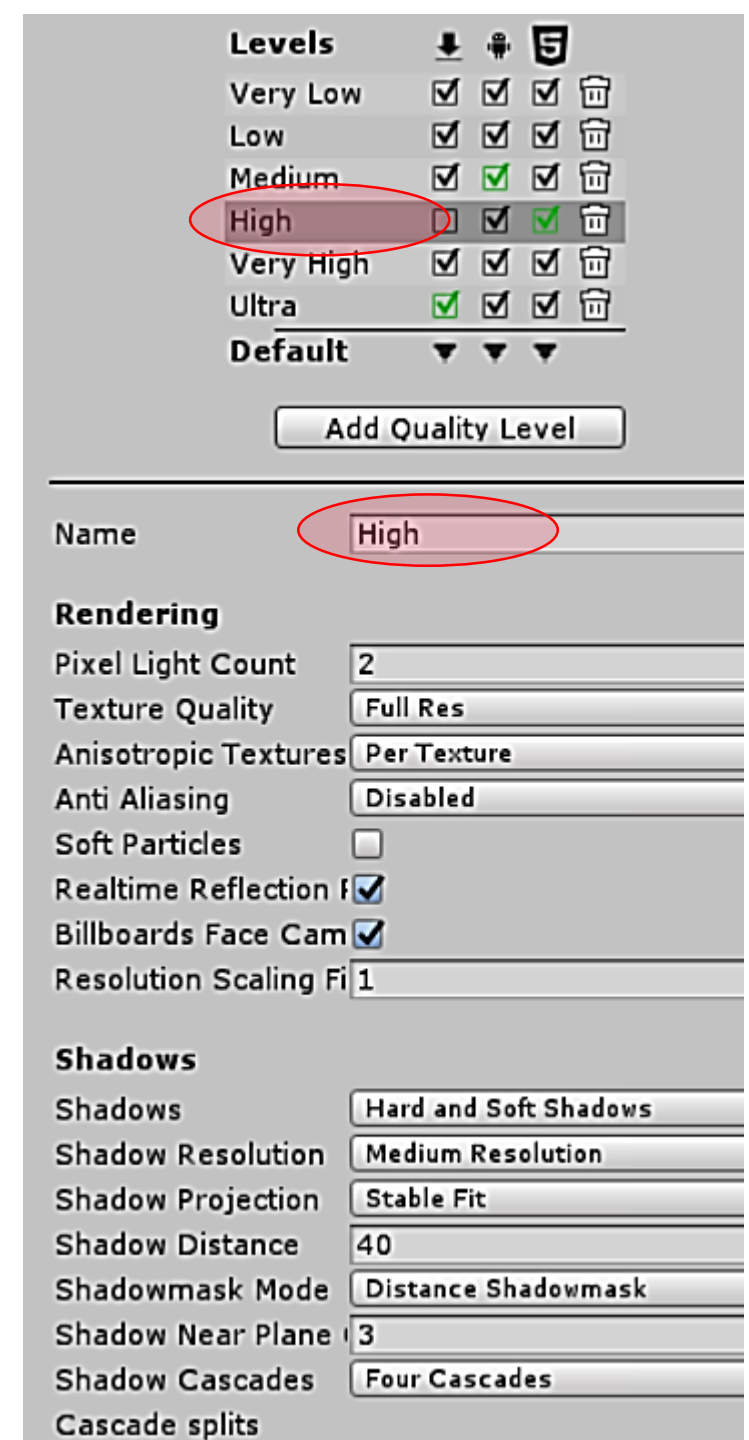 Levels
Very Low
Low
Medium
High
Very High
Ultra
Default
Add Quality Level
Name High
Rendering
Pixel Light Count 2
Texture Quality Full Res
Anisotropic Textures Per Texture
Anti Aliasing Disabled
Soft Particles
Realtime Reflection
Billboards Face Cam
Resolution Scaling Fi 1
Shadows
Shadows Hard and Soft Shadows
Shadow Resolution Medium Resolution
Shadow Projection Stable Fit
Shadow Distance 40
Shadowmask Mode Distance Shadowmask
Shadow Near Plane 3
Shadow Cascades Four Cascades
Cascade splits